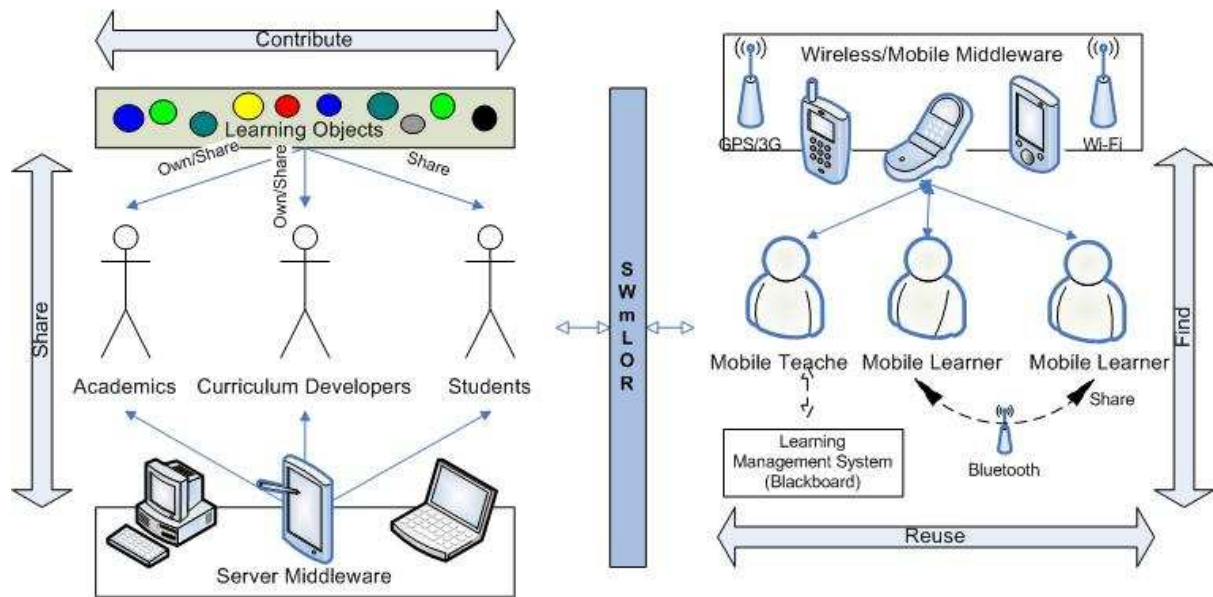 Contribute
Learning Objects
Own/Share
Own/Share
Share
Share
Academics
Curriculum Developers
Students
Server Middleware
SWmLOR
Wireless/Mobile Middleware
GPS/3G
Wi-Fi
Mobile Teache
Mobile Learner
Mobile Learner
Share
Learning
Management System
(Blackboard)
Bluetooth
Find
Reuse